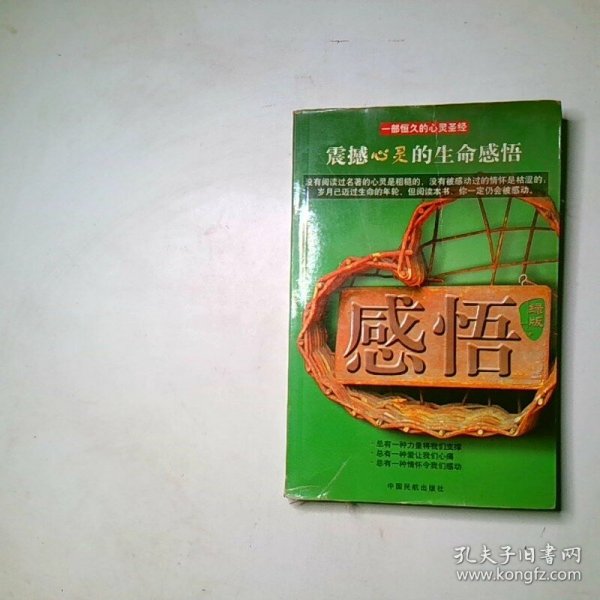 一部恒久的心灵圣经
震撼心灵的生命感悟
没有阅读过名著的心灵是粗糙的，没有被感动过的情怀是枯涩的，
岁月已迈过生命的年轮，但阅读本书，你一定仍会被感动。
感悟
绿版
·总有一种力量将我们支撑
·总有一种爱让我们心痛
·总有一种情怀令我们感动
中国民航出版社
孔夫子旧书网
www.kongfz.com